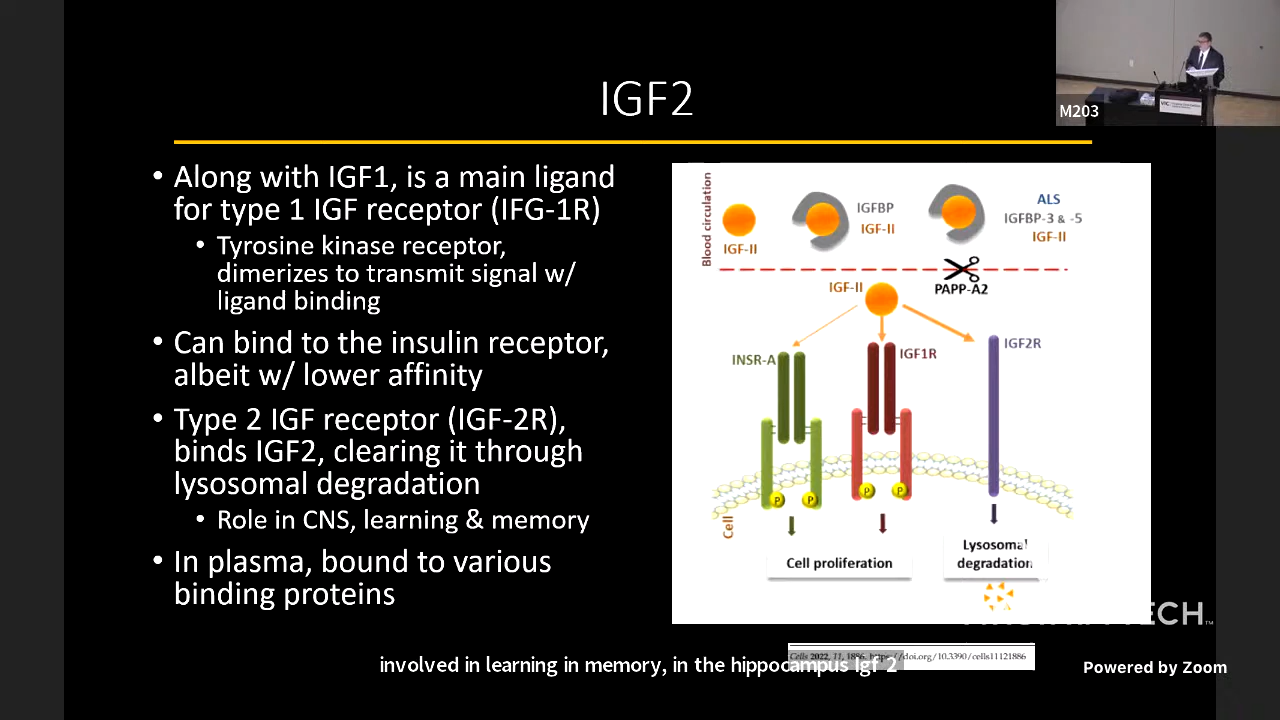 IGF2
M203
• Along with IGF1, is a main ligand
for type 1 IGF receptor (IFG-1R)
• Tyrosine kinase receptor,
dimerizes to transmit signal w/
ligand binding
• Can bind to the insulin receptor,
albeit w/ lower affinity
• Type 2 IGF receptor (IGF-2R),
binds IGF2, clearing it through
lysosomal degradation
• Role in CNS, learning & memory
• In plasma, bound to various
binding proteins
Blood circulation
IGF-II
IGFBP
IGF-II
ALS
IGFBP-3 & -5
IGF-II
PAPP-A2
IGF-II
INSR-A
IGF1R
IGF2R
P
P
P
P
Cell
Cell proliferation
Lysosomal
degradation
ECH™
Cells 2022, 11, 1886. https://doi.org/10.3390/cells11121886
involved in learning in memory, in the hippocampus Igf 2
Powered by Zoom